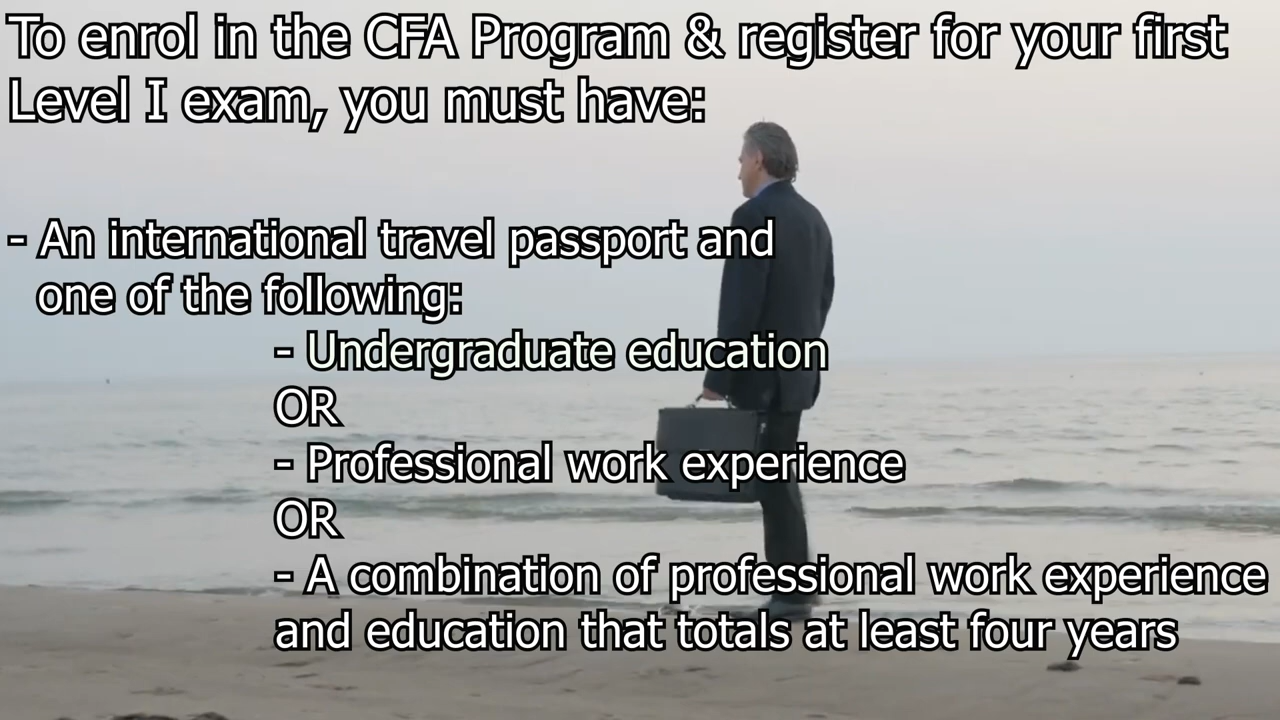 To enrol in the CFA Program & register for your first
Level I exam, you must have:
- An international travel passport and
one of the following:
- Undergraduate education
OR
- Professional work experience
OR
- A combination of professional work experience
and education that totals at least four years